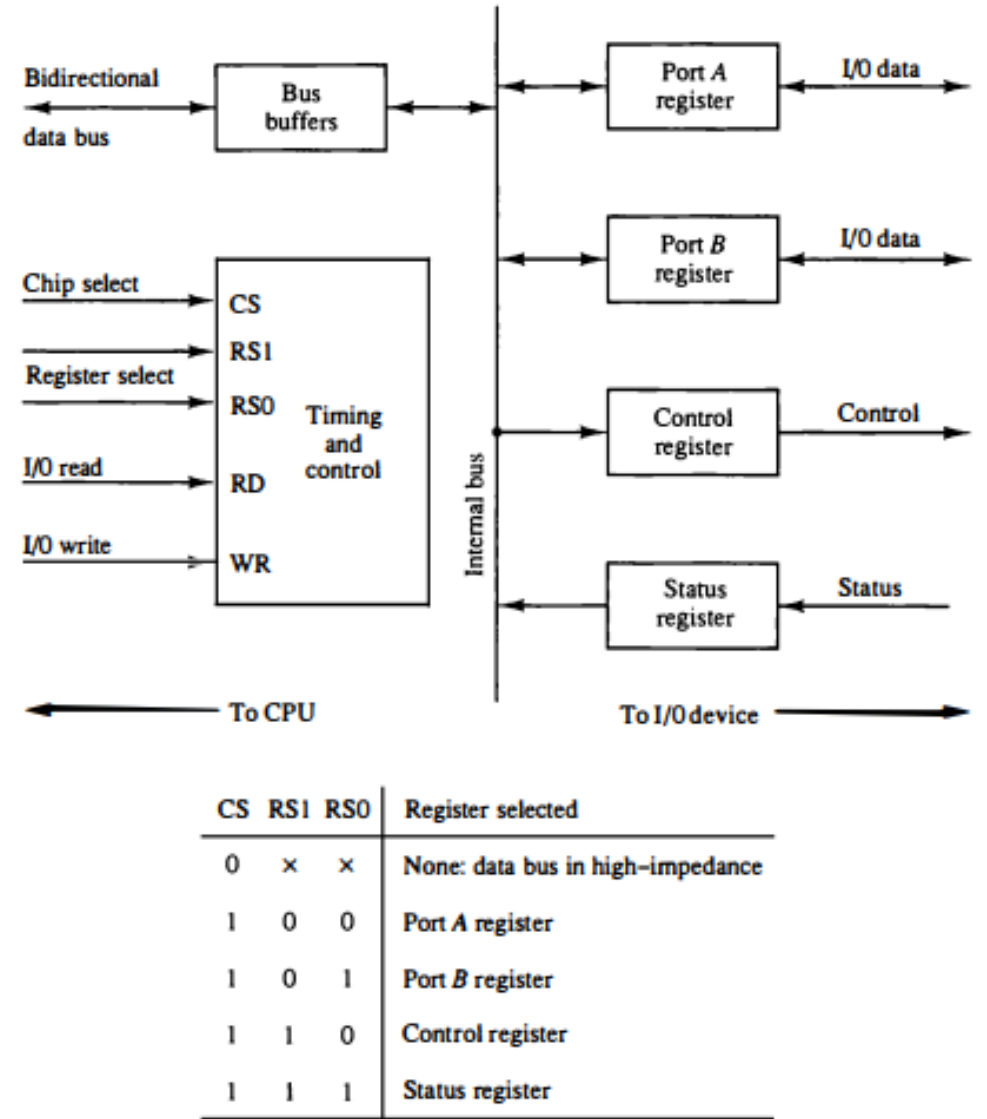 Bidirectional
data bus
Bus
buffers
Port A
register
I/O data
Port B
register
I/O data
Chip select
CS
RS1
Register select
RS0
Timing
and
control
I/O read
RD
I/O write
WR
Internal bus
Control
register
Control
Status
register
Status
To CPU
To I/O device
CS RS1 RS0 Register selected
0 × × None: data bus in high-impedance
1 0 0 Port A register
1 0 1 Port B register
1 1 0 Control register
1 1 1 Status register